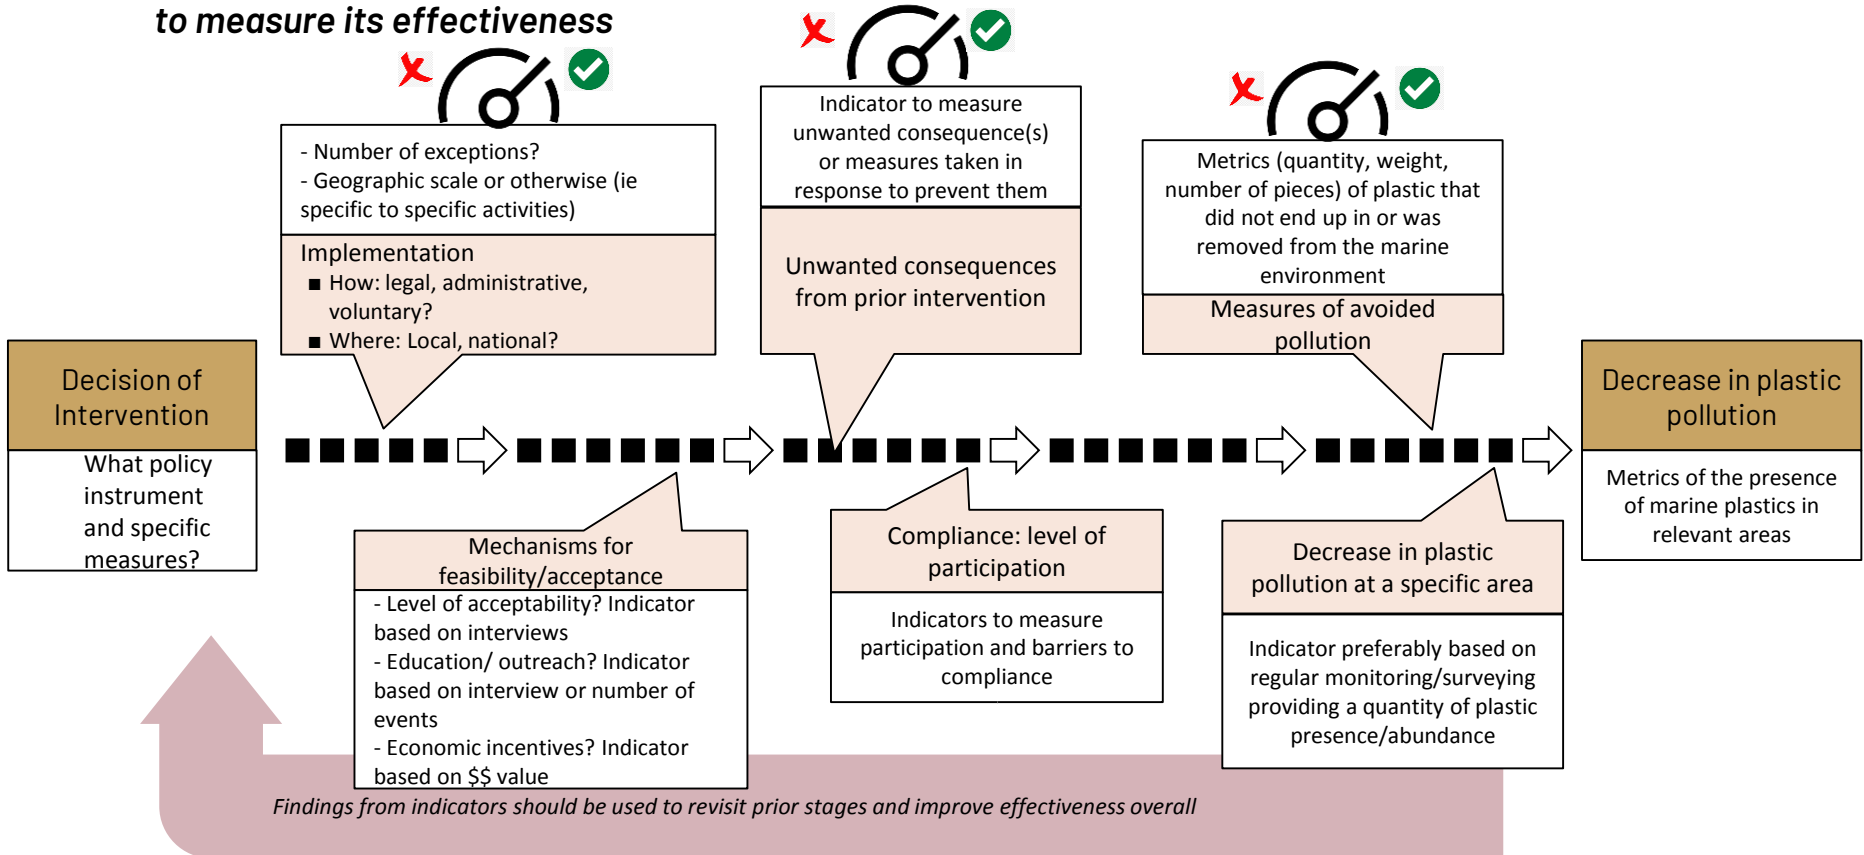 to measure its effectiveness
- Number of exceptions?
- Geographic scale or otherwise (ie
specific to specific activities)
Implementation
■ How: legal, administrative,
voluntary?
■ Where: Local, national?
Indicator to measure
unwanted consequence(s)
or measures taken in
response to prevent them
Unwanted consequences
from prior intervention
Metrics (quantity, weight,
number of pieces) of plastic that
did not end up in or was
removed from the marine
environment
Measures of avoided
pollution
Decision of
Intervention
What policy
instrument
and specific
measures?
Decrease in plastic
pollution
Metrics of the presence
of marine plastics in
relevant areas
Mechanisms for
feasibility/acceptance
- Level of acceptability? Indicator
based on interviews
- Education/ outreach? Indicator
based on interview or number of
events
- Economic incentives? Indicator
based on $$ value
Compliance: level of
participation
Indicators to measure
participation and barriers to
compliance
Decrease in plastic
pollution at a specific area
Indicator preferably based on
regular monitoring/surveying
providing a quantity of plastic
presence/abundance
Findings from indicators should be used to revisit prior stages and improve effectiveness overall